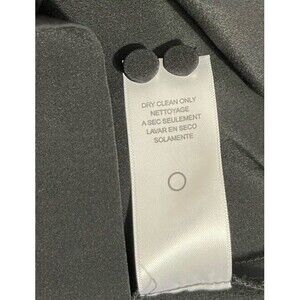 DRY CLEAN ONLY
NETTOYAGE
A SEC SEULEMENT
LAVAR EN SECO
SOLAMENTE